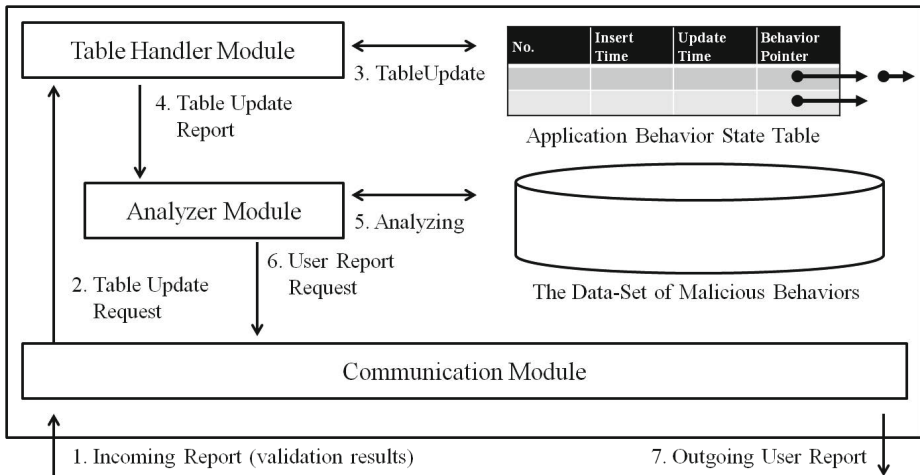 Table Handler Module
3. TableUpdate
No.
Insert
Time
Update
Time
Behavior
Pointer
Application Behavior State Table
4. Table Update
Report
Analyzer Module
5. Analyzing
The Data-Set of Malicious Behaviors
6. User Report
Request
2. Table Update
Request
Communication Module
1. Incoming Report (validation results)
7. Outgoing User Report